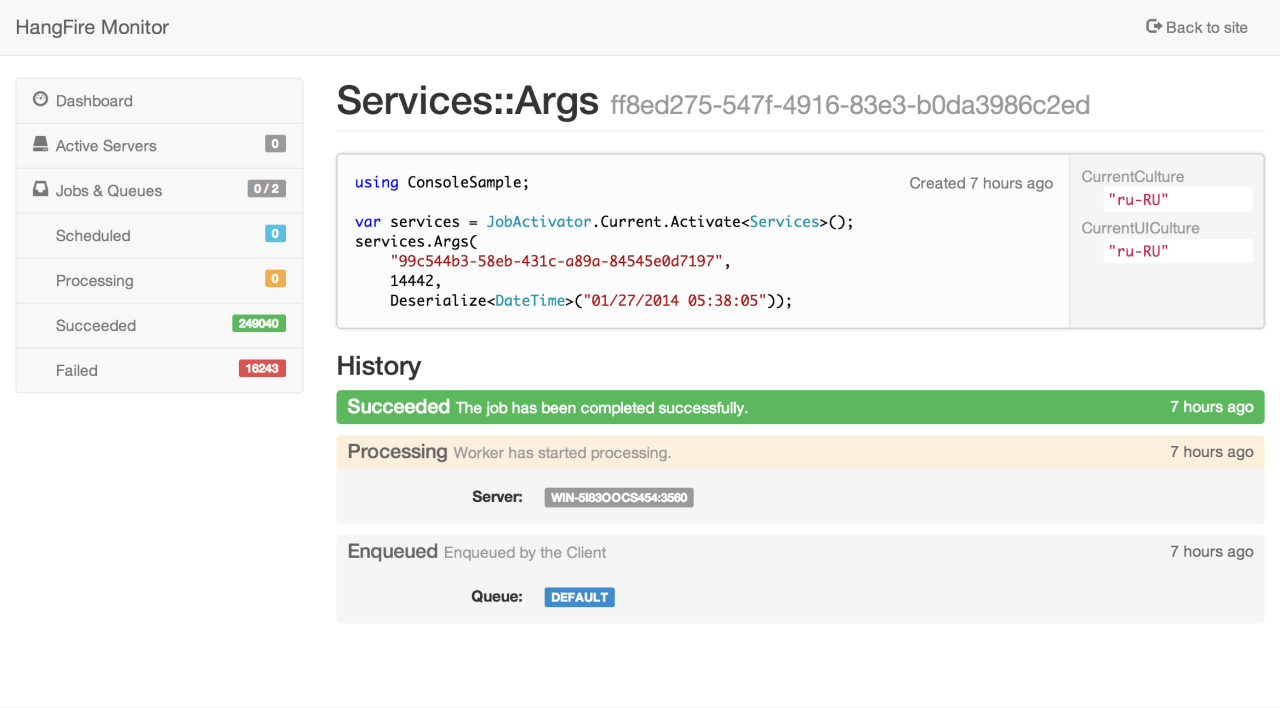 HangFire Monitor
Back to site
Dashboard
Active Servers 0
Jobs & Queues 0 / 2
Scheduled 0
Processing 0
Succeeded 249040
Failed 16243
Services::Args ff8ed275-547f-4916-83e3-b0da3986c2ed
using ConsoleSample;
Created 7 hours ago
var services = JobActivator.Current.Activate<Services>();
services.Args(
"99c544b3-58eb-431c-a89a-84545e0d7197",
14442,
Deserialize<DateTime>("01/27/2014 05:38:05"));
CurrentCulture
"ru-RU"
CurrentUICulture
"ru-RU"
History
Succeeded The job has been completed successfully. 7 hours ago
Processing Worker has started processing. 7 hours ago
Server: WIN-5I83OOCS454:3560
Enqueued Enqueued by the Client 7 hours ago
Queue: DEFAULT